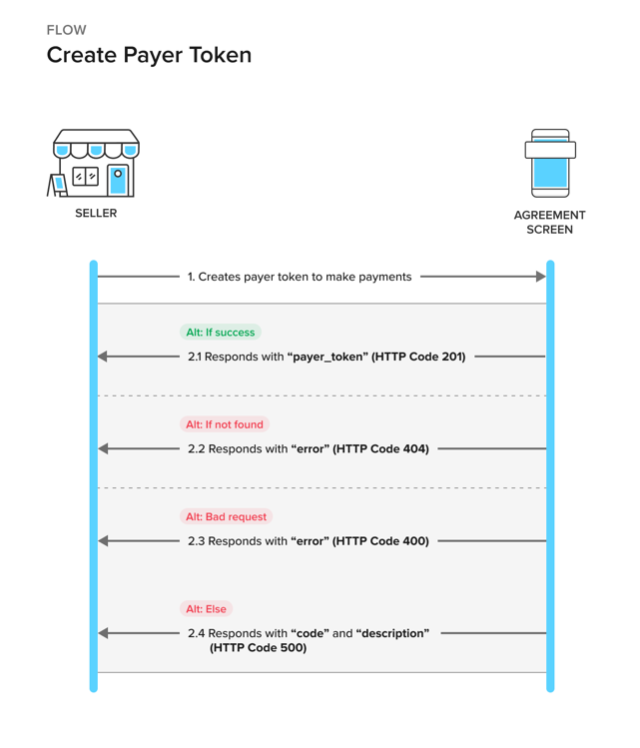 FLOW
Create Payer Token
SELLER
AGREEMENT
SCREEN
1. Creates payer token to make payments
Alt: If success
2.1 Responds with “payer_token” (HTTP Code 201)
Alt: If not found
2.2 Responds with “error” (HTTP Code 404)
Alt: Bad request
2.3 Responds with “error” (HTTP Code 400)
Alt: Else
2.4 Responds with “code” and “description”
(HTTP Code 500)